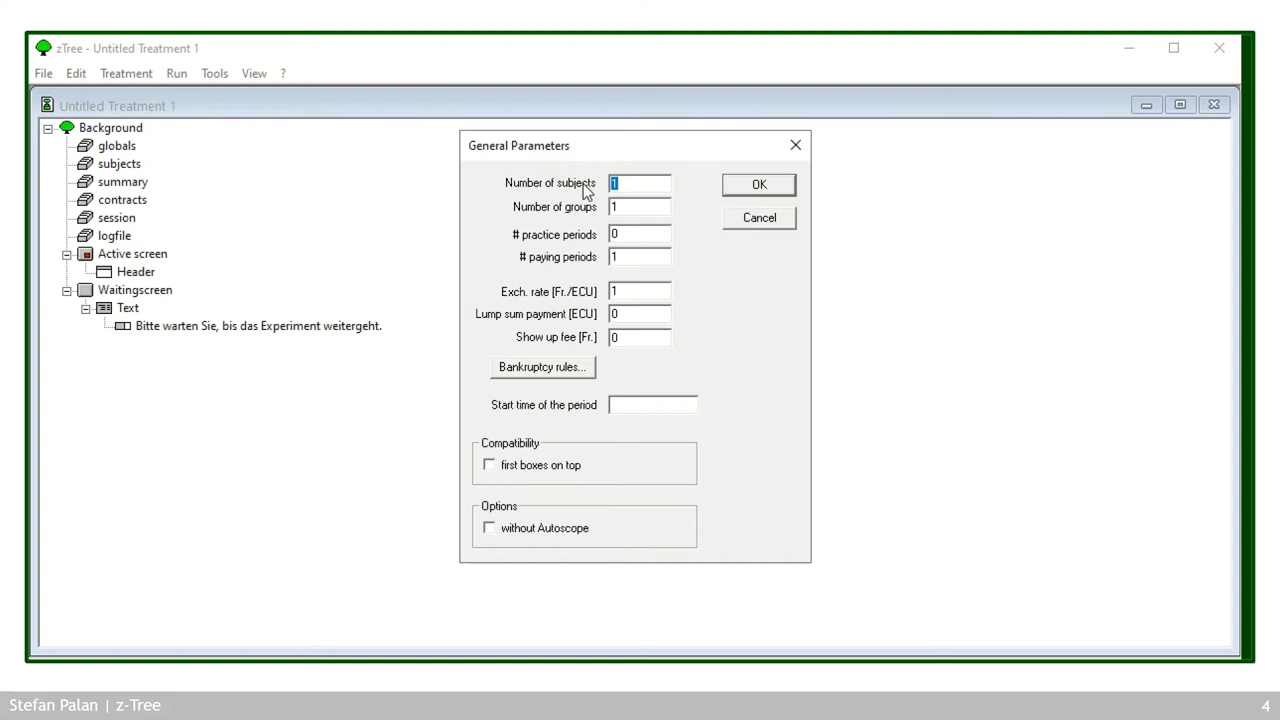 zTree - Untitled Treatment 1
File Edit Treatment Run Tools View ?
Untitled Treatment 1
Background
globals
subjects
summary
contracts
session
logfile
Active screen
Header
Waitingscreen
Text
Bitte warten Sie, bis das Experiment weitergeht.
General Parameters
Number of subjects 1
OK
Number of groups 1
Cancel
# practice periods 0
# paying periods 1
Exch. rate [Fr./ECU] 1
Lump sum payment [ECU] 0
Show up fee [Fr.] 0
Bankruptcy rules...
Start time of the period
Compatibility
first boxes on top
Options
without Autoscope
Stefan Palan | z-Tree
4